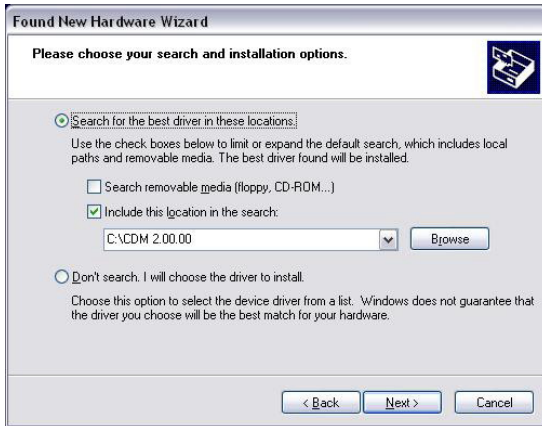 Found New Hardware Wizard
Please choose your search and installation options.
Search for the best driver in these locations.
Use the check boxes below to limit or expand the default search, which includes local
paths and removable media. The best driver found will be installed.
Search removable media (floppy, CD-ROM...)
Include this location in the search:
C:\CDM 2.00.00
Browse
Don't search. I will choose the driver to install.
Choose this option to select the device driver from a list. Windows does not guarantee that
the driver you choose will be the best match for your hardware.
< Back Next > Cancel